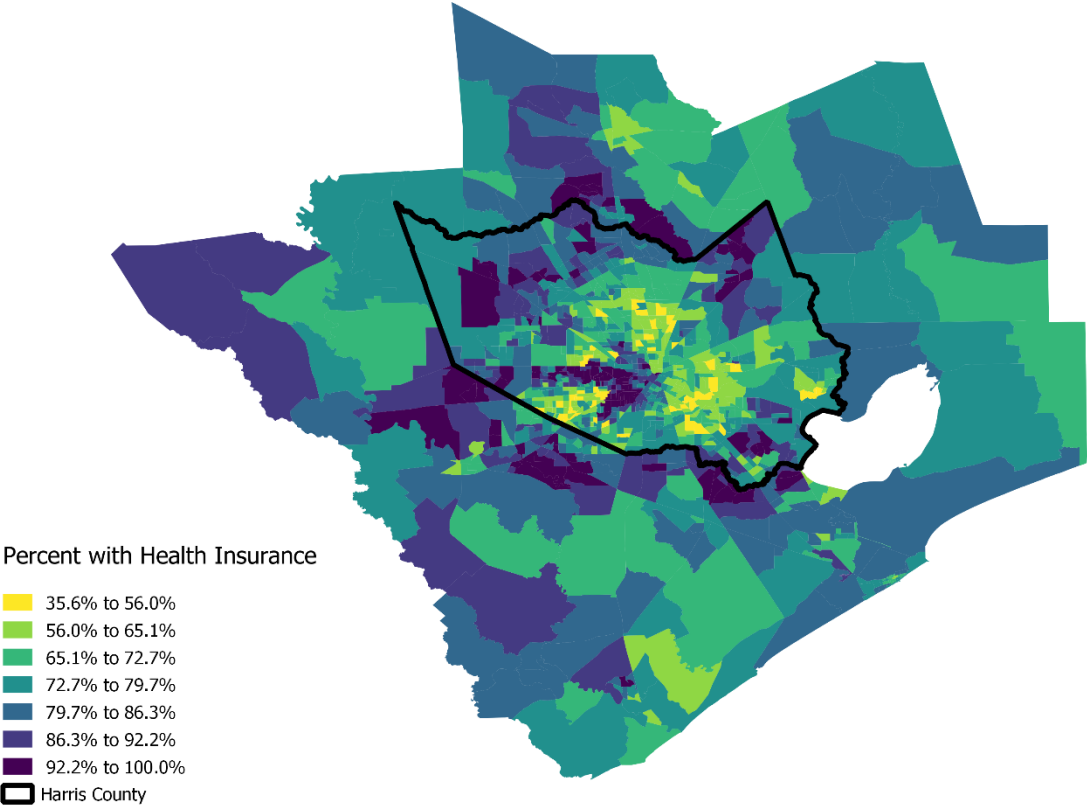 Percent with Health Insurance
35.6% to 56.0%
56.0% to 65.1%
65.1% to 72.7%
72.7% to 79.7%
79.7% to 86.3%
86.3% to 92.2%
92.2% to 100.0%
Harris County